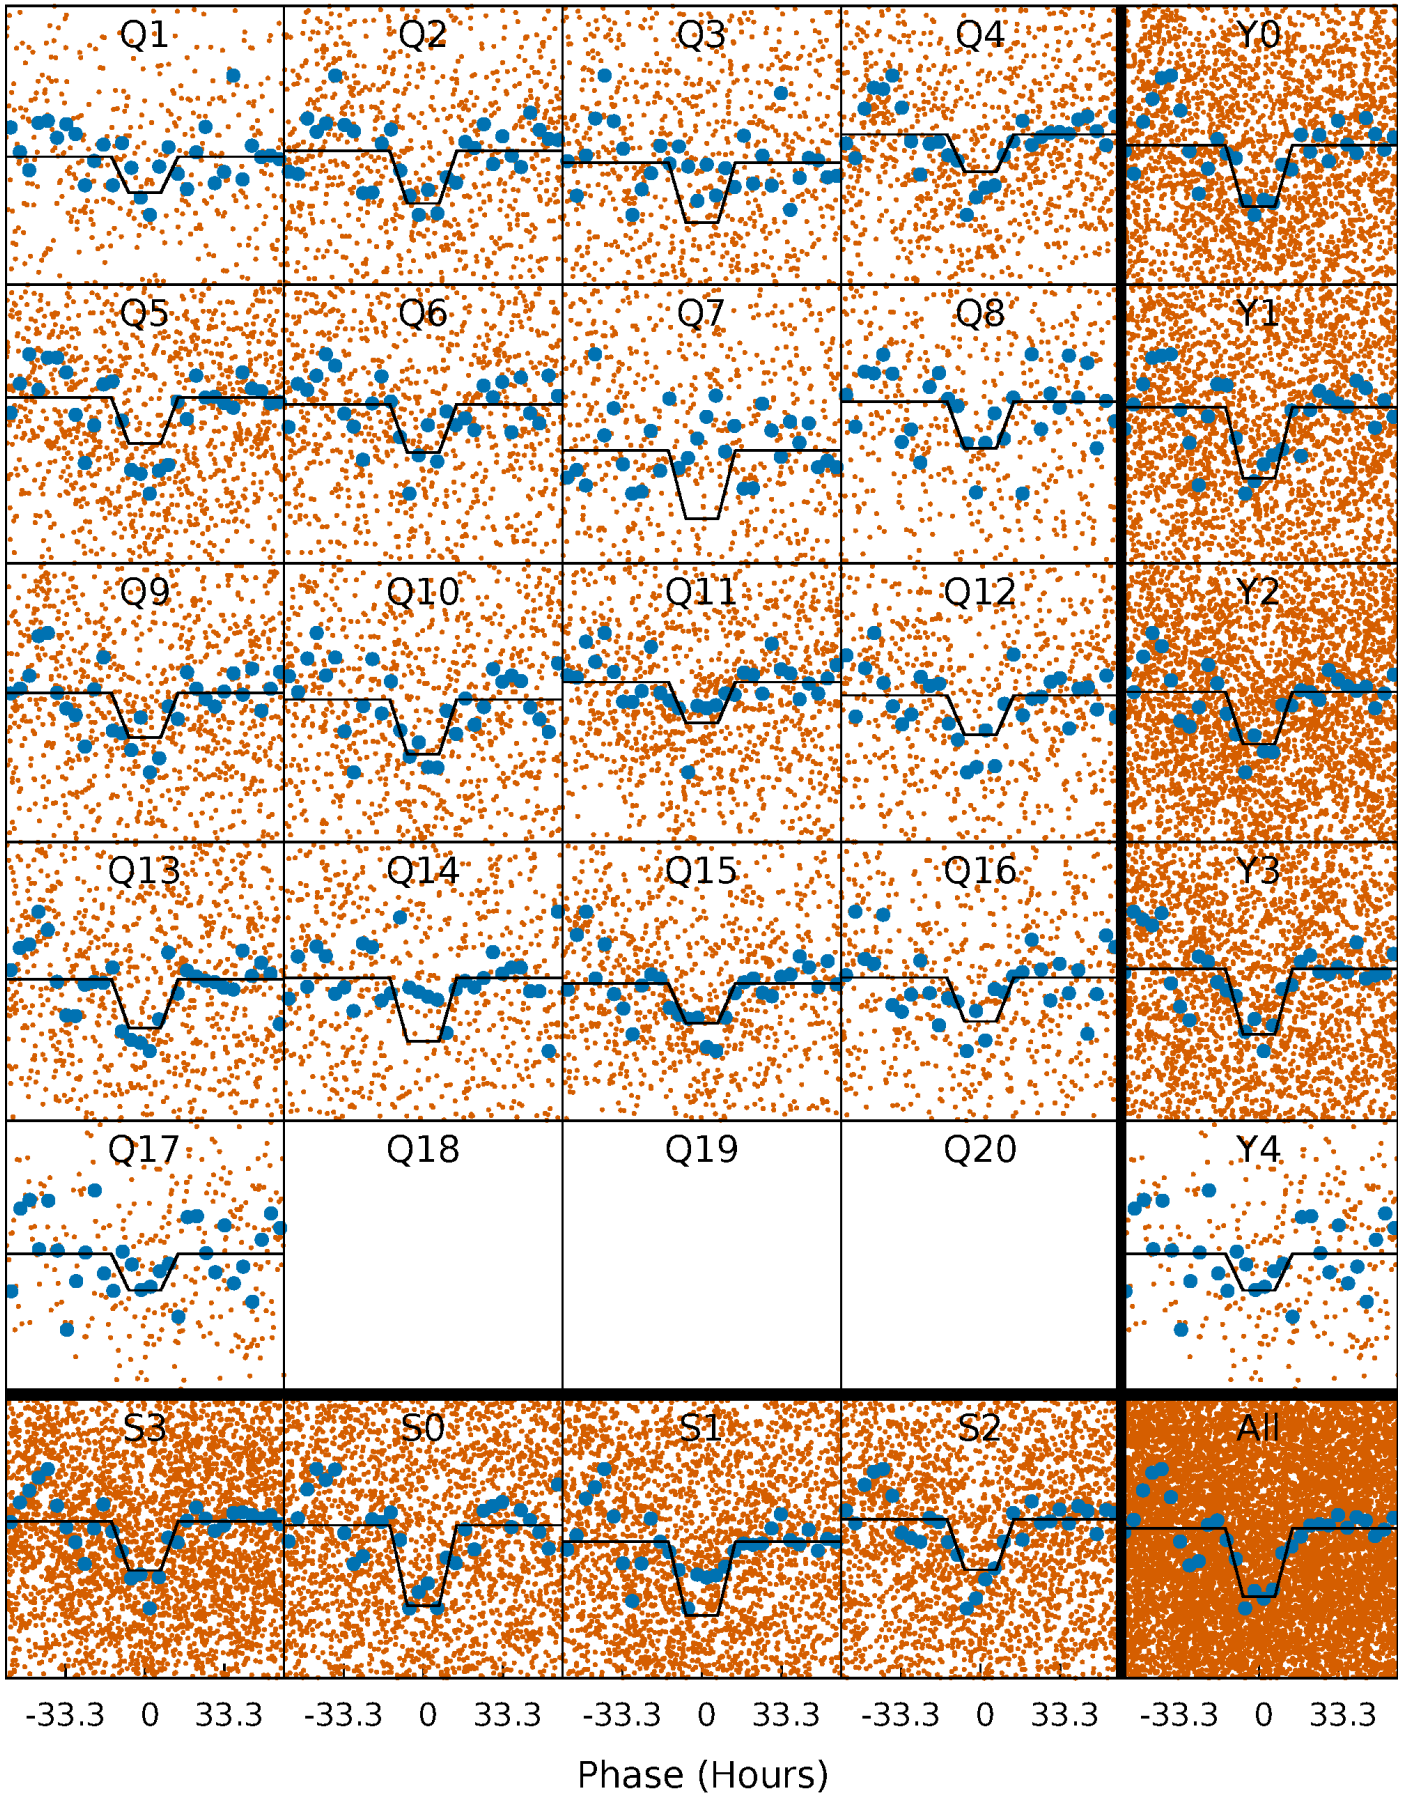 Q1 Q2 Q3 Q4 Y0
Q5 Q6 Q7 Q8 Y1
Q9 Q10 Q11 Q12 Y2
Q13 Q14 Q15 Q16 Y3
Q17 Q18 Q19 Q20 Y4
S3 S0 S1 S2 All
-33.3 0 33.3 -33.3 0 33.3 -33.3 0 33.3 -33.3 0 33.3 -33.3 0 33.3
Phase (Hours)